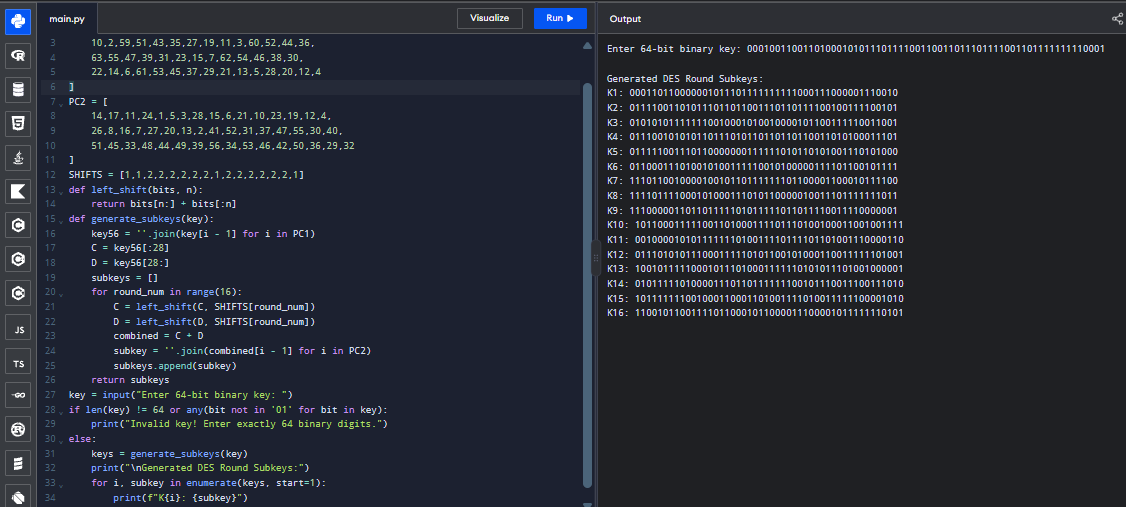 main.py
Visualize
Run
3 10,2,59,51,43,35,27,19,11,3,60,52,44,36,
4 63,55,47,39,31,23,15,7,62,54,46,38,30,
5 22,14,6,61,53,45,37,29,21,13,5,28,20,12,4
6 ]
7 PC2 = [
8 14,17,11,24,1,5,3,28,15,6,21,10,23,19,12,4,
9 26,8,16,7,27,20,13,2,41,52,31,37,47,55,30,40,
10 51,45,33,48,44,49,39,56,34,53,46,42,50,36,29,32
11 ]
12 SHIFTS = [1,1,2,2,2,2,2,2,1,2,2,2,2,2,2,1]
13 def left_shift(bits, n):
14 return bits[n:] + bits[:n]
15 def generate_subkeys(key):
16 key56 = ''.join(key[i - 1] for i in PC1)
17 C = key56[:28]
18 D = key56[28:]
19 subkeys = []
20 for round_num in range(16):
21 C = left_shift(C, SHIFTS[round_num])
22 D = left_shift(D, SHIFTS[round_num])
23 combined = C + D
24 subkey = ''.join(combined[i - 1] for i in PC2)
25 subkeys.append(subkey)
26 return subkeys
27 key = input("Enter 64-bit binary key: ")
28 if len(key) != 64 or any(bit not in '01' for bit in key):
29 print("Invalid key! Enter exactly 64 binary digits.")
30 else:
31 keys = generate_subkeys(key)
32 print("\nGenerated DES Round Subkeys:")
33 for i, subkey in enumerate(keys, start=1):
34 print(f"K{i}: {subkey}")
JS
TS
GO
Output
Enter 64-bit binary key: 0001001100110100010101110111100110011011101111001101111111110001
Generated DES Round Subkeys:
K1: 000110110000001011101111111111000111000001110010
K2: 011110011010111011011001110110111100100111100101
K3: 010101011111110010001010010000101100111110011001
K4: 011100101010110111010110110110110011010100011101
K5: 011111001110110000000111111010110101001110101000
K6: 011000111010010100111110010100000111101100101111
K7: 111011001000010010110111111101100001100010111100
K8: 111101111000101000111010110000010011101111111011
K9: 111000001101101111101011111011011110011110000001
K10: 101100011111001101000111101110100100011001001111
K11: 001000010101111111010011110111101101001110000110
K12: 011101010111000111110101100101000110011111101001
K13: 100101111100010111010001111110101011101001000001
K14: 010111110100001110110111111100101110011100111010
K15: 101111111001000110001101001111010011111100001010
K16: 110010110011110110001011000011100001011111110101